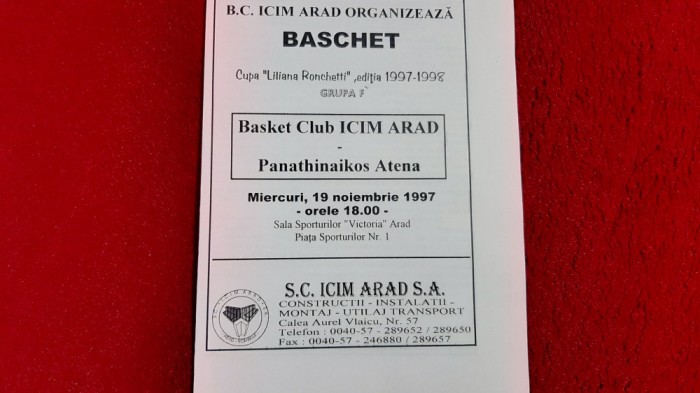 B.C. ICIM ARAD ORGANIZEAZĂ
BASCHET
Cupa "Liliana Ronchetti" ,ediţia 1997-1998
GRUPA F
Basket Club ICIM ARAD
-
Panathinaikos Atena
Miercuri, 19 noiembrie 1997
- orele 18.00 -
Sala Sporturilor "Victoria" Arad
Piaţa Sporturilor Nr. 1
S.C. ICIM ARAD S.A.
CONSTRUCTII - INSTALATII -
MONTAJ - UTILAJ TRANSPORT
Calea Aurel Vlaicu, Nr. 57
Telefon : 0040-57 - 289652 / 289650
Fax : 0040-57 - 246880 / 289657